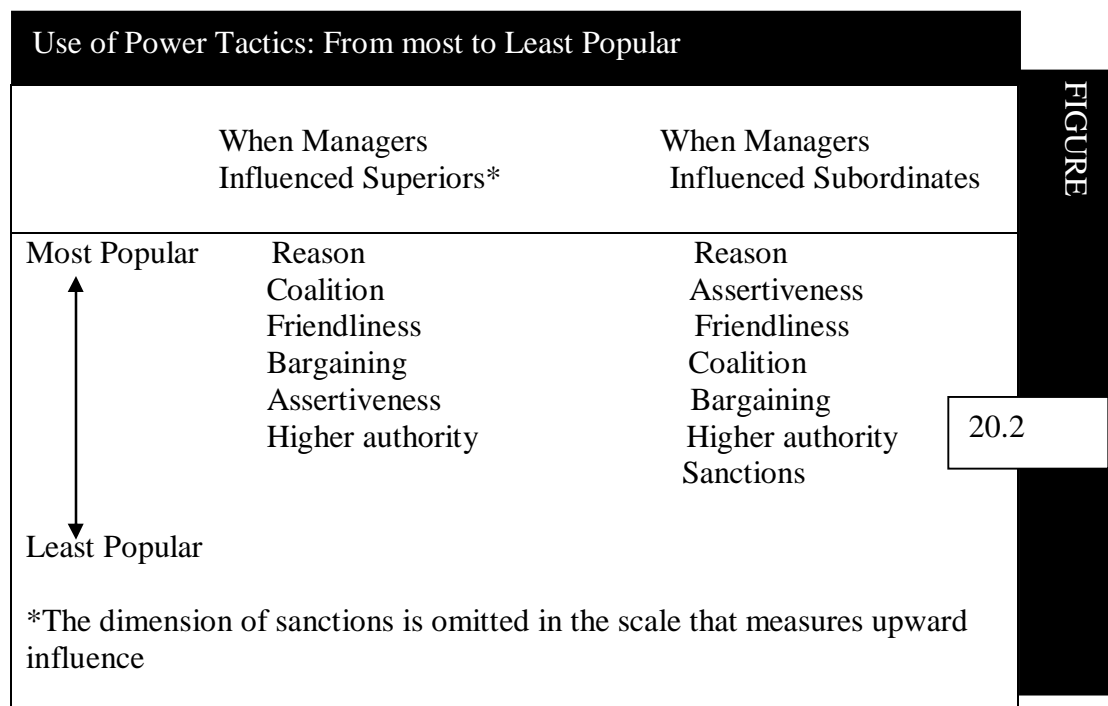 Use of Power Tactics: From most to Least Popular
FIGURE
20.2
When Managers When Managers
Influenced Superiors* Influenced Subordinates
Most Popular Reason Reason
Coalition Assertiveness
Friendliness Friendliness
Bargaining Coalition
Assertiveness Bargaining
Higher authority Higher authority
Sanctions
Least Popular
*The dimension of sanctions is omitted in the scale that measures upward
influence